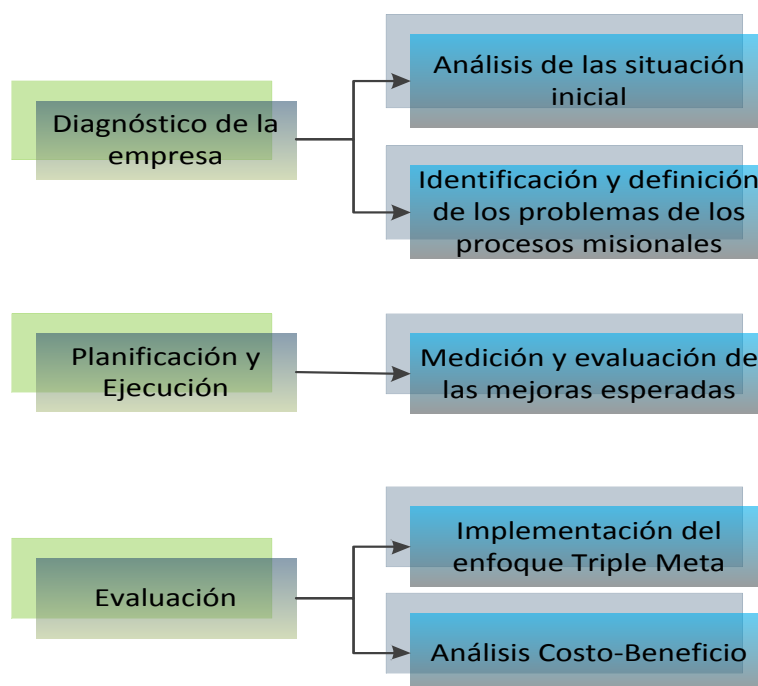 Diagnóstico de la
empresa
Análisis de las situación
inicial
Identificación y definición
de los problemas de los
procesos misionales
Planificación y
Ejecución
Medición y evaluación de
las mejoras esperadas
Evaluación
Implementación del
enfoque Triple Meta
Análisis Costo-Beneficio